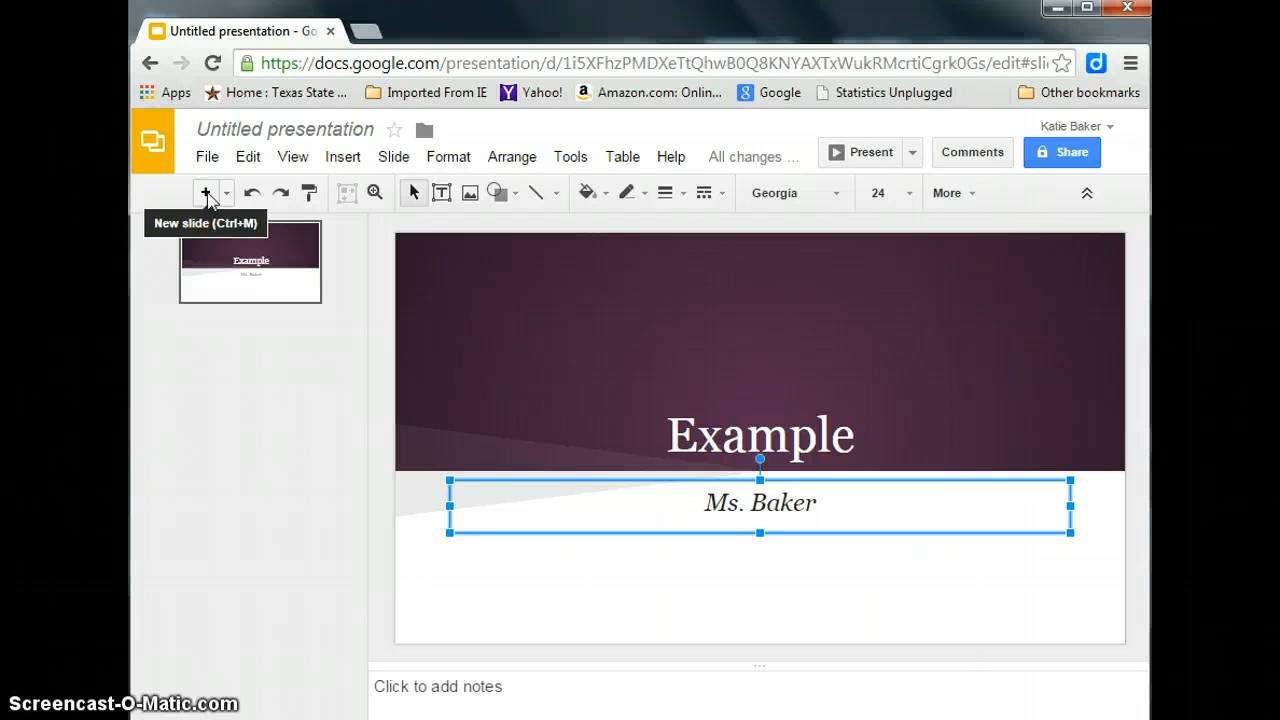 Untitled presentation - Go
https://docs.google.com/presentation/d/1i5XFhzPMDXeTtQhwB0Q8KNYAXTxWukRMcrtiCgrk0Gs/edit#sli
Apps Home : Texas State ... Imported From IE Yahoo! Amazon.com: Onlin... Google Statistics Unplugged Other bookmarks
Untitled presentation
Katie Baker
File Edit View Insert Slide Format Arrange Tools Table Help All changes ...
Present Comments Share
Georgia 24 More
New slide (Ctrl+M)
Example
Ms. Baker
Example
Ms. Baker
Click to add notes
Screencast-O-Matic.com